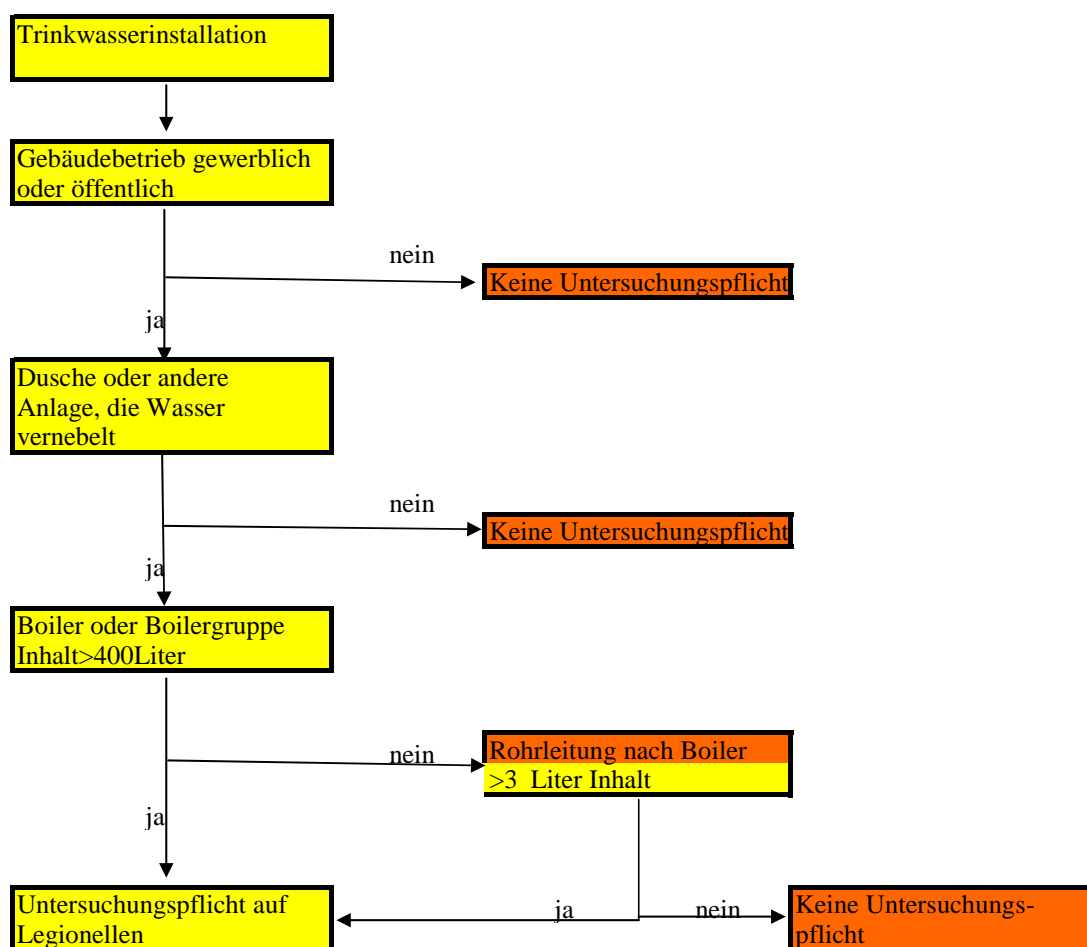 Trinkwasserinstallation
Gebäudebetrieb gewerblich
oder öffentlich
nein
Keine Untersuchungspflicht
ja
Dusche oder andere
Anlage, die Wasser
vernebelt
nein
Keine Untersuchungspflicht
ja
Boiler oder Boilergruppe
Inhalt>400Liter
nein
Rohrleitung nach Boiler
>3 Liter Inhalt
ja
Untersuchungspflicht auf
Legionellen
ja
nein
Keine Untersuchungs-
pflicht